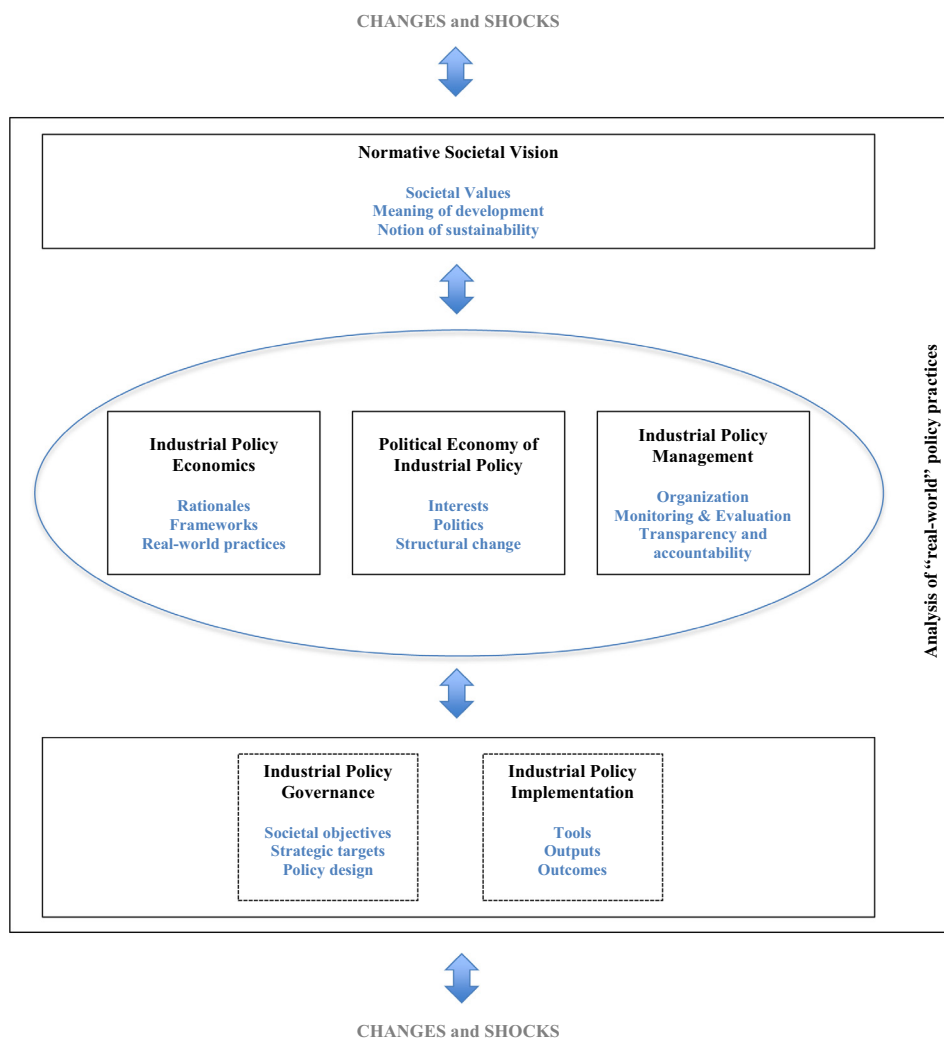 CHANGES and SHOCKS
Normative Societal Vision
Societal Values
Meaning of development
Notion of sustainability
Industrial Policy
Economics
Rationales
Frameworks
Real-world practices
Political Economy of
Industrial Policy
Interests
Politics
Structural change
Industrial Policy
Management
Organization
Monitoring & Evaluation
Transparency and
accountability
Analysis of “real-world” policy practices
Industrial Policy
Governance
Societal objectives
Strategic targets
Policy design
Industrial Policy
Implementation
Tools
Outputs
Outcomes
CHANGES and SHOCKS